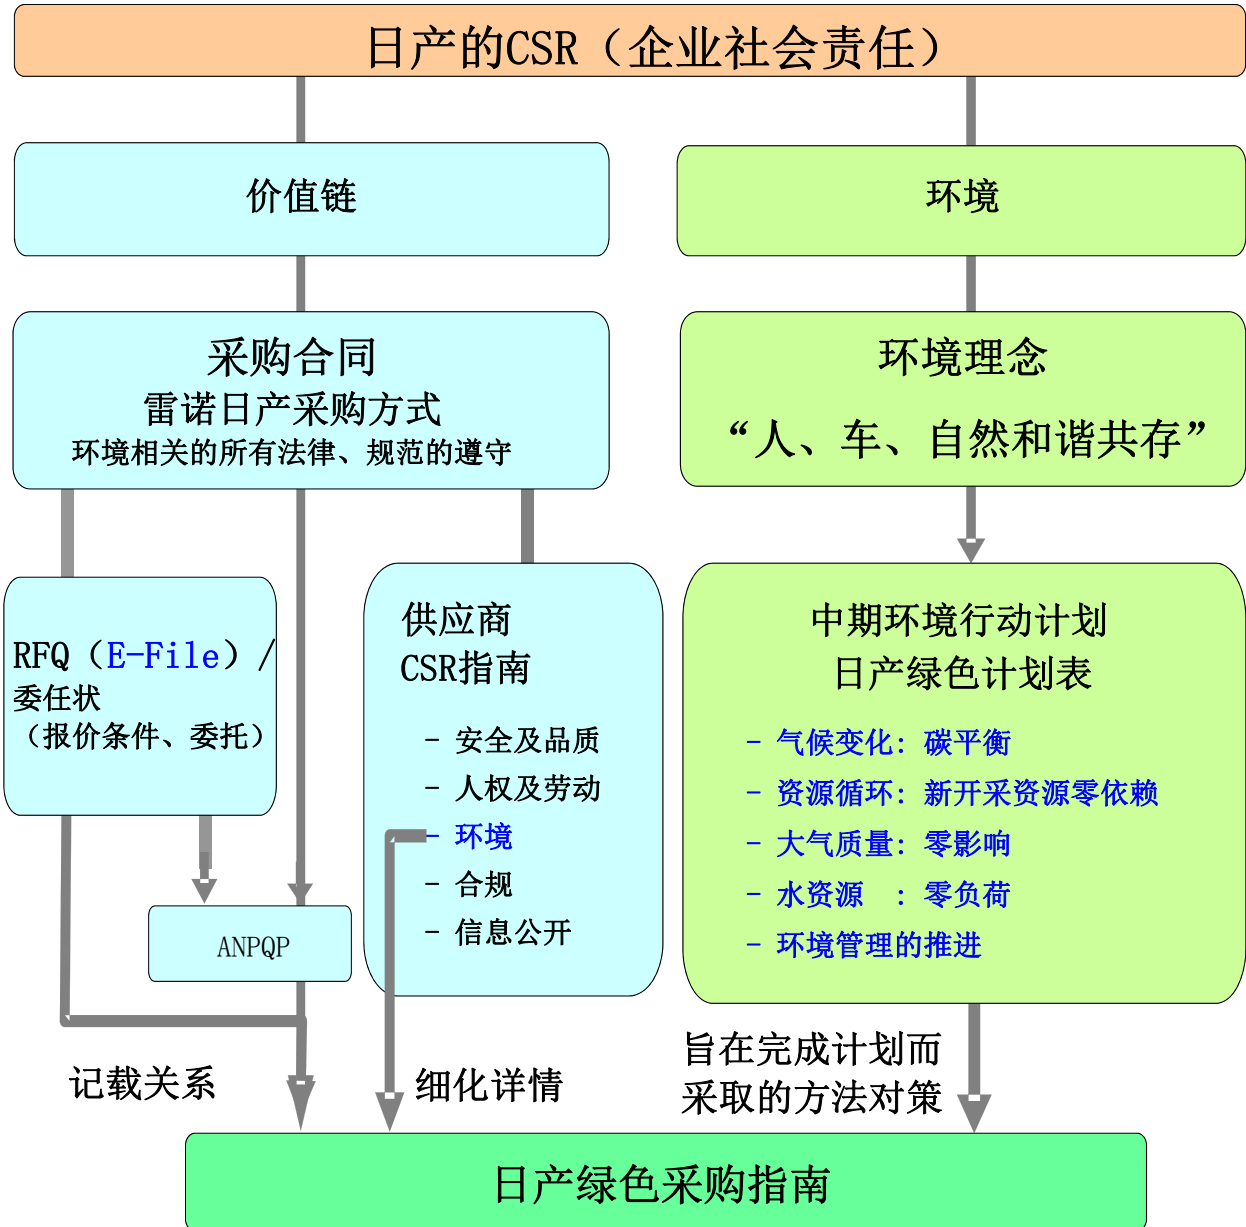 日产的CSR（企业社会责任）
价值链
环境
采购合同
雷诺日产采购方式
环境相关的所有法律、规范的遵守
环境理念
“人、车、自然和谐共存”
RFQ（E-File）/
委任状
（报价条件、委托）
供应商
CSR指南
- 安全及品质
- 人权及劳动
- 环境
- 合规
- 信息公开
中期环境行动计划
日产绿色计划表
- 气候变化: 碳平衡
- 资源循环: 新开采资源零依赖
- 大气质量: 零影响
- 水资源  : 零负荷
- 环境管理的推进
ANPQP
记载关系
细化详情
旨在完成计划而
采取的方法对策
日产绿色采购指南